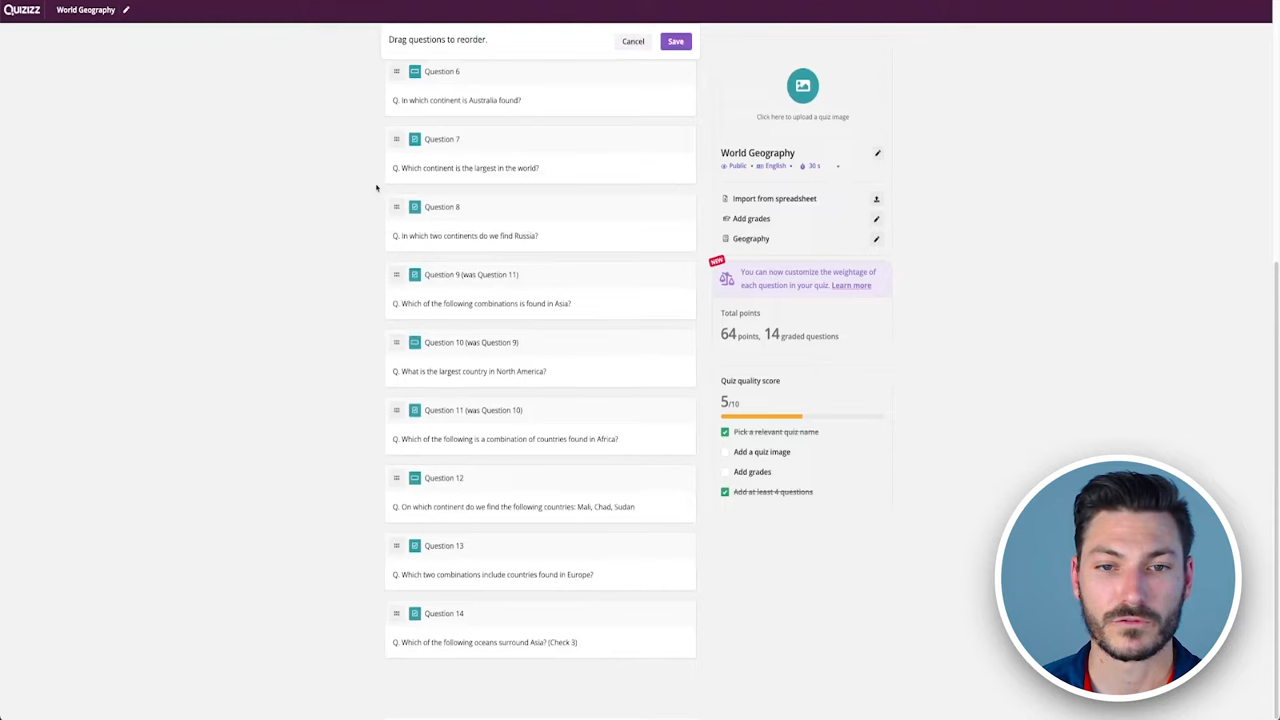 Quizizz
World Geography
Drag questions to reorder.
Cancel
Save
Question 6
Q. In which continent is Australia found?
Question 7
Q. Which continent is the largest in the world?
Question 8
Q. In which two continents do we find Russia?
Question 9 (was Question 11)
Q. Which of the following combinations is found in Asia?
Question 10 (was Question 9)
Q. What is the largest country in North America?
Question 11 (was Question 10)
Q. Which of the following is a combination of countries found in Africa?
Question 12
Q. On which continent do we find the following countries: Mali, Chad, Sudan
Question 13
Q. Which two combinations include countries found in Europe?
Question 14
Q. Which of the following oceans surround Asia? (Check 3)
Click here to upload a quiz image
World Geography
Public • English • 30 s
Import from spreadsheet
Add grades
Geography
NEW
You can now customize the weightage of
each question in your quiz. Learn more
Total points
64 points, 14 graded questions
Quiz quality score
5/10
Pick a relevant quiz name
Add a quiz image
Add grades
Add at least 4 questions